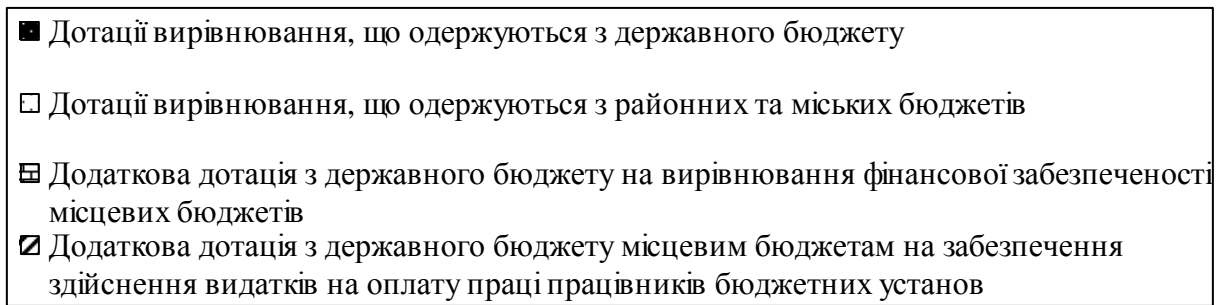 Дотації вирівнювання, що одержуються з державного бюджету
Дотації вирівнювання, що одержуються з районних та міських бюджетів
Додаткова дотація з державного бюджету на вирівнювання фінансової забезпеченості
місцевих бюджетів
Додаткова дотація з державного бюджету місцевим бюджетам на забезпечення
здійснення видатків на оплату праці працівників бюджетних установ